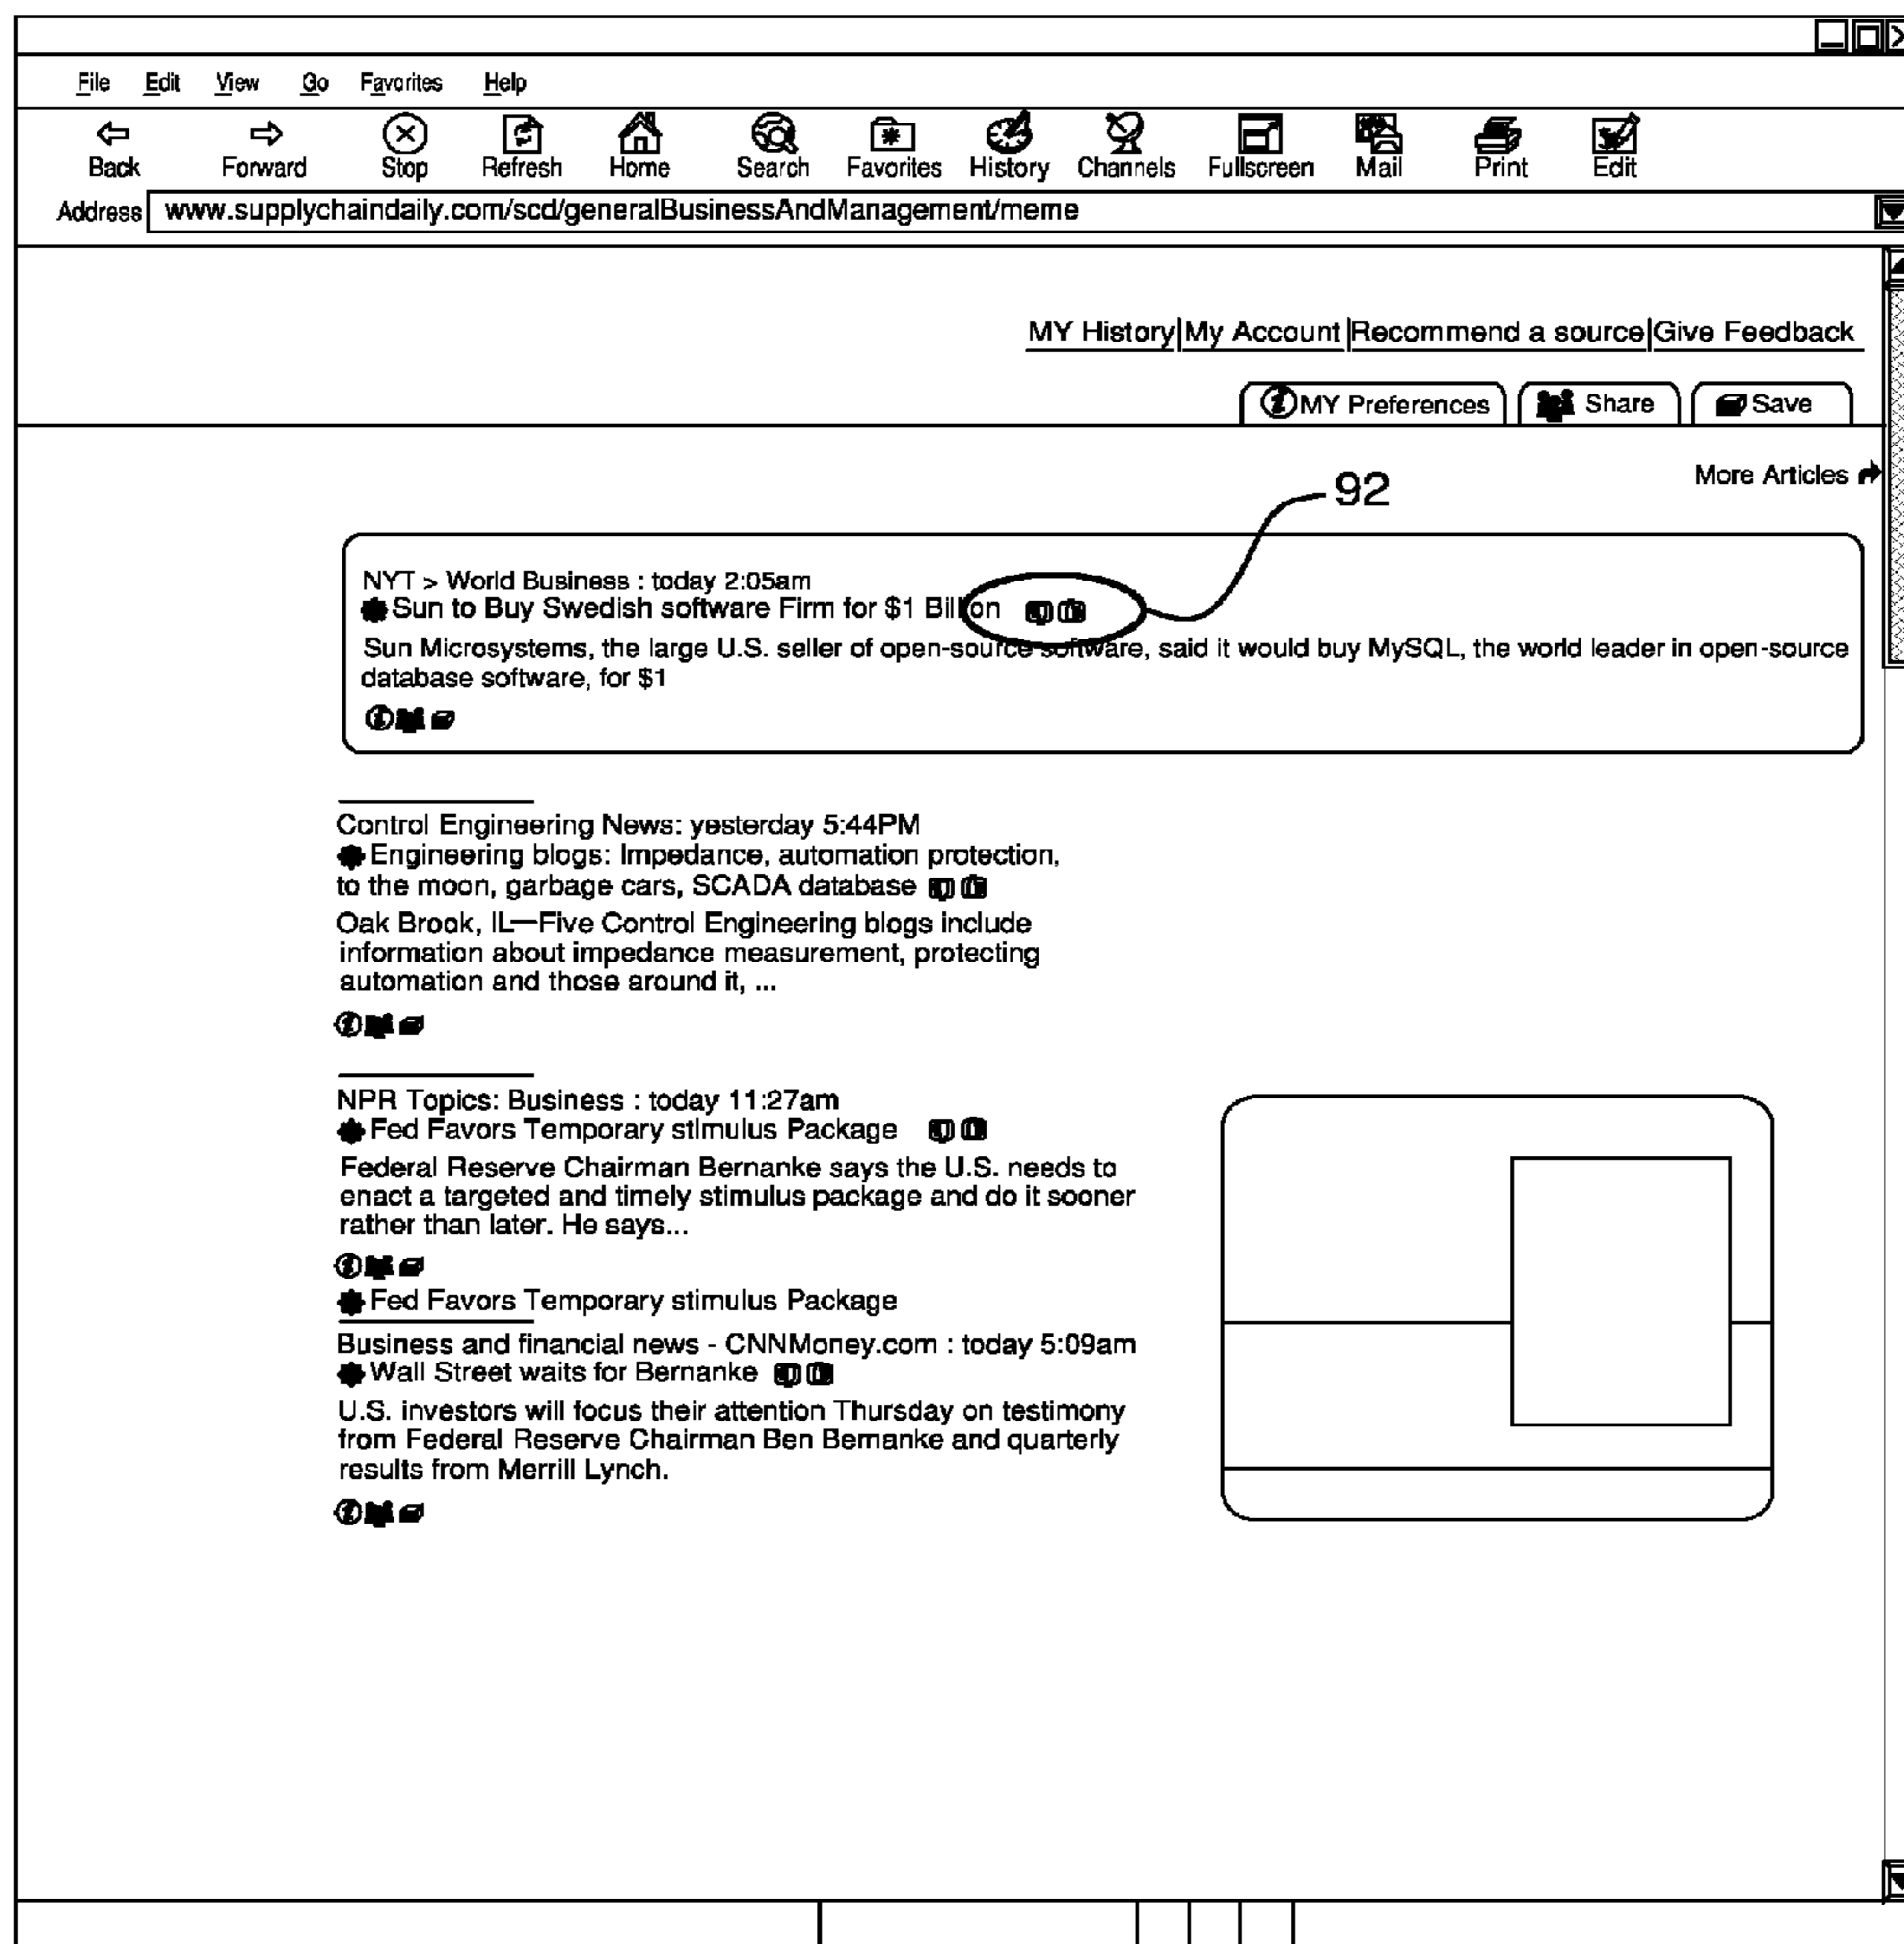 File Edit View Go Favorites Help
Back Forward Stop Refresh Home Search Favorites History Channels Fullscreen Mail Print Edit
Address www.supplychaindaily.com/scd/generalBusinessAndManagement/meme
MY History|My Account|Recommend a source|Give Feedback
MY Preferences Share Save
More Articles
92
NYT > World Business : today 2:05am
Sun to Buy Swedish software Firm for $1 Billion
Sun Microsystems, the large U.S. seller of open-source software, said it would buy MySQL, the world leader in open-source
database software, for $1
Control Engineering News: yesterday 5:44PM
Engineering blogs: Impedance, automation protection,
to the moon, garbage cars, SCADA database
Oak Brook, IL—Five Control Engineering blogs include
information about impedance measurement, protecting
automation and those around it, ...
NPR Topics: Business : today 11:27am
Fed Favors Temporary stimulus Package
Federal Reserve Chairman Bernanke says the U.S. needs to
enact a targeted and timely stimulus package and do it sooner
rather than later. He says...
Fed Favors Temporary stimulus Package
Business and financial news - CNNMoney.com : today 5:09am
Wall Street waits for Bernanke
U.S. investors will focus their attention Thursday on testimony
from Federal Reserve Chairman Ben Bernanke and quarterly
results from Merrill Lynch.